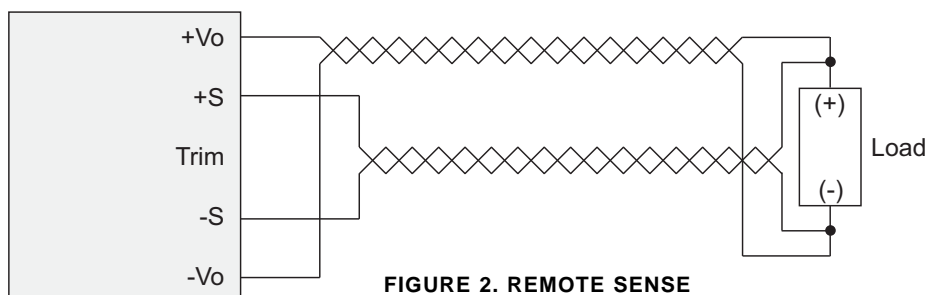 +Vo
+S
Trim
-S
-Vo
(+)
Load
(-)
FIGURE 2. REMOTE SENSE